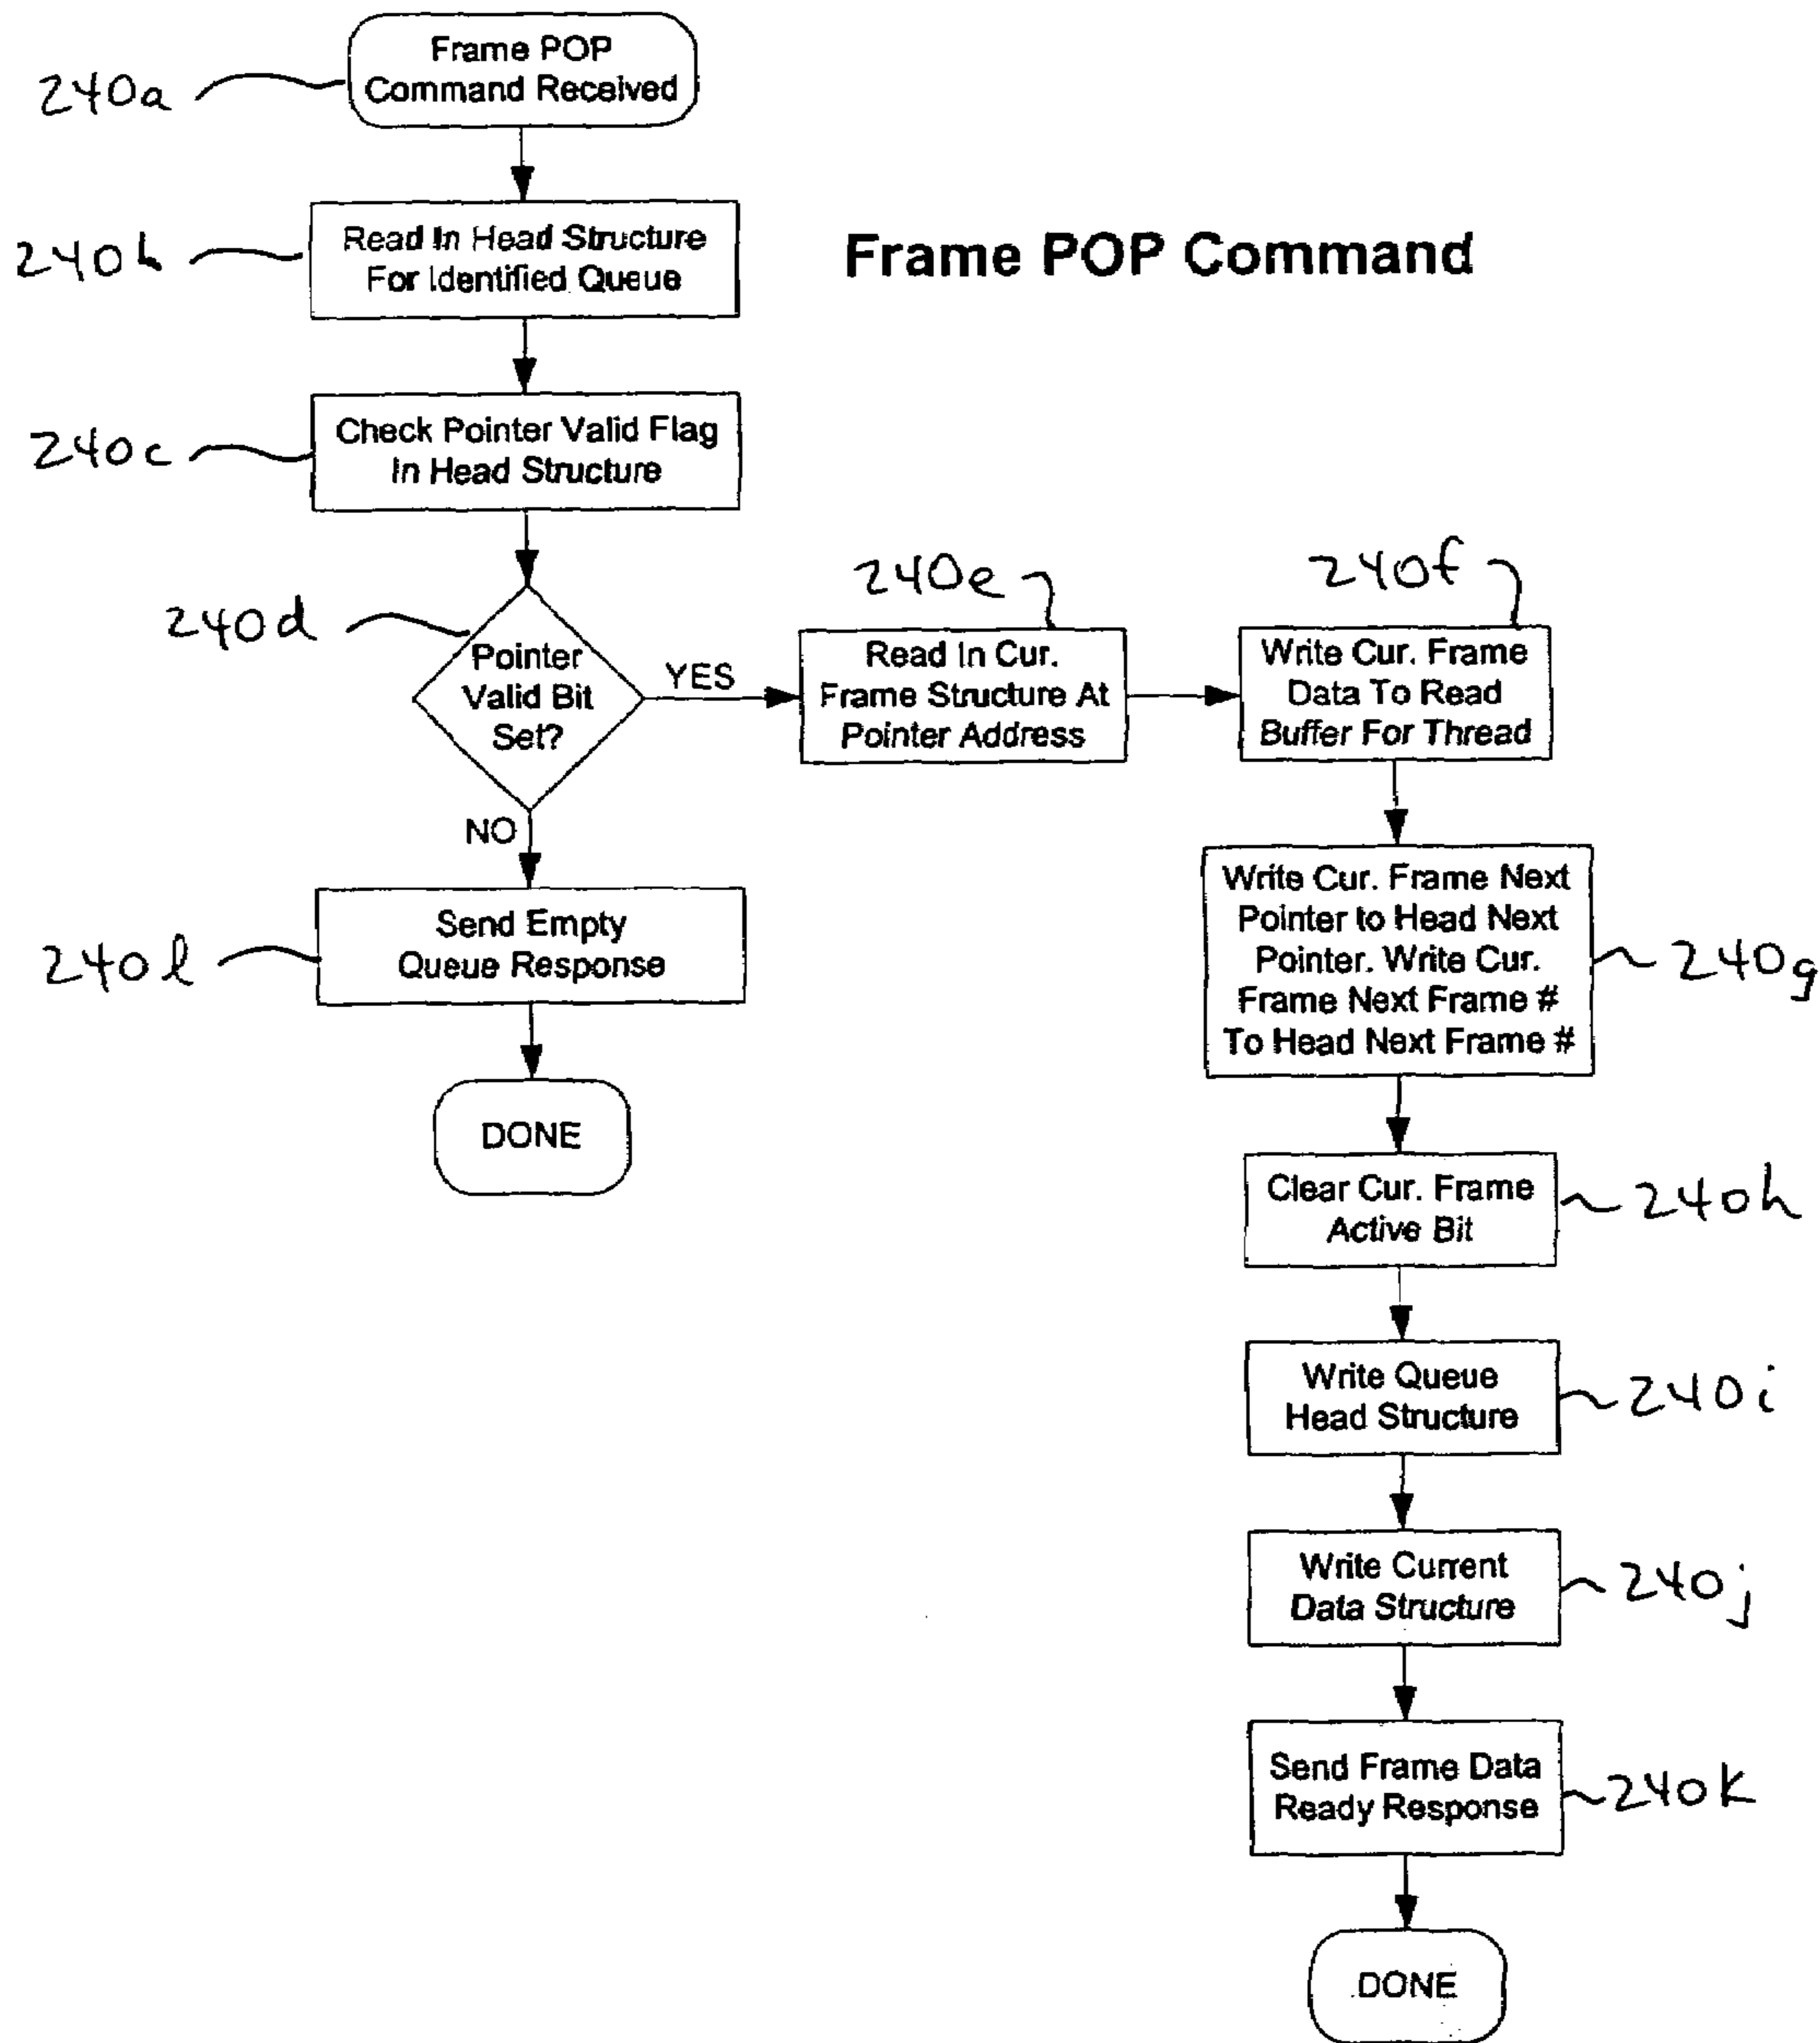 Frame POP
Command Received
240a
Read In Head Structure
For Identified Queue
240b
Frame POP Command
Check Pointer Valid Flag
In Head Structure
240c
Pointer
Valid Bit
Set?
240d
YES
NO
240e
Read In Cur.
Frame Structure At
Pointer Address
240f
Write Cur. Frame
Data To Read
Buffer For Thread
Send Empty
Queue Response
240l
DONE
Write Cur. Frame Next
Pointer to Head Next
Pointer. Write Cur.
Frame Next Frame #
To Head Next Frame #
240g
Clear Cur. Frame
Active Bit
240h
Write Queue
Head Structure
240i
Write Current
Data Structure
240j
Send Frame Data
Ready Response
240k
DONE